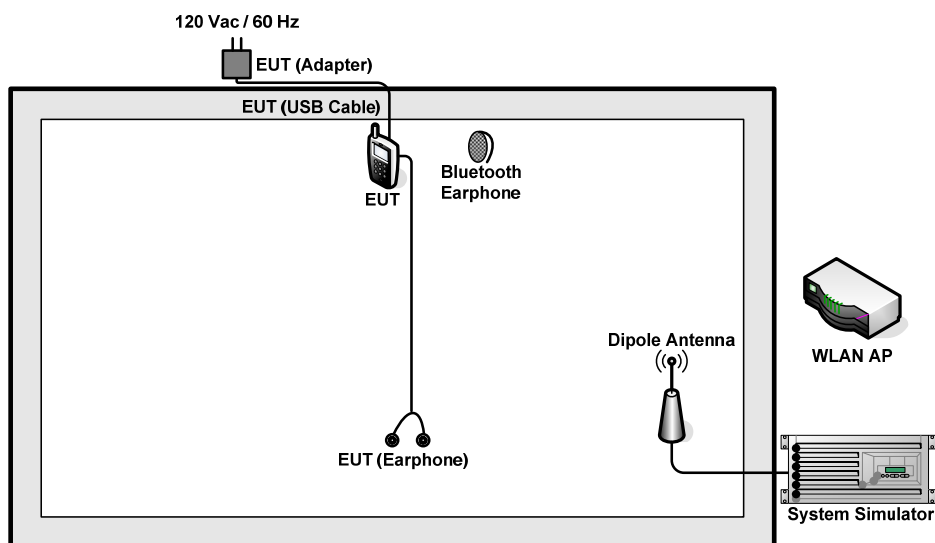 120 Vac / 60 Hz
EUT (Adapter)
EUT (USB Cable)
EUT
Bluetooth
Earphone
Dipole Antenna
WLAN AP
EUT (Earphone)
System Simulator